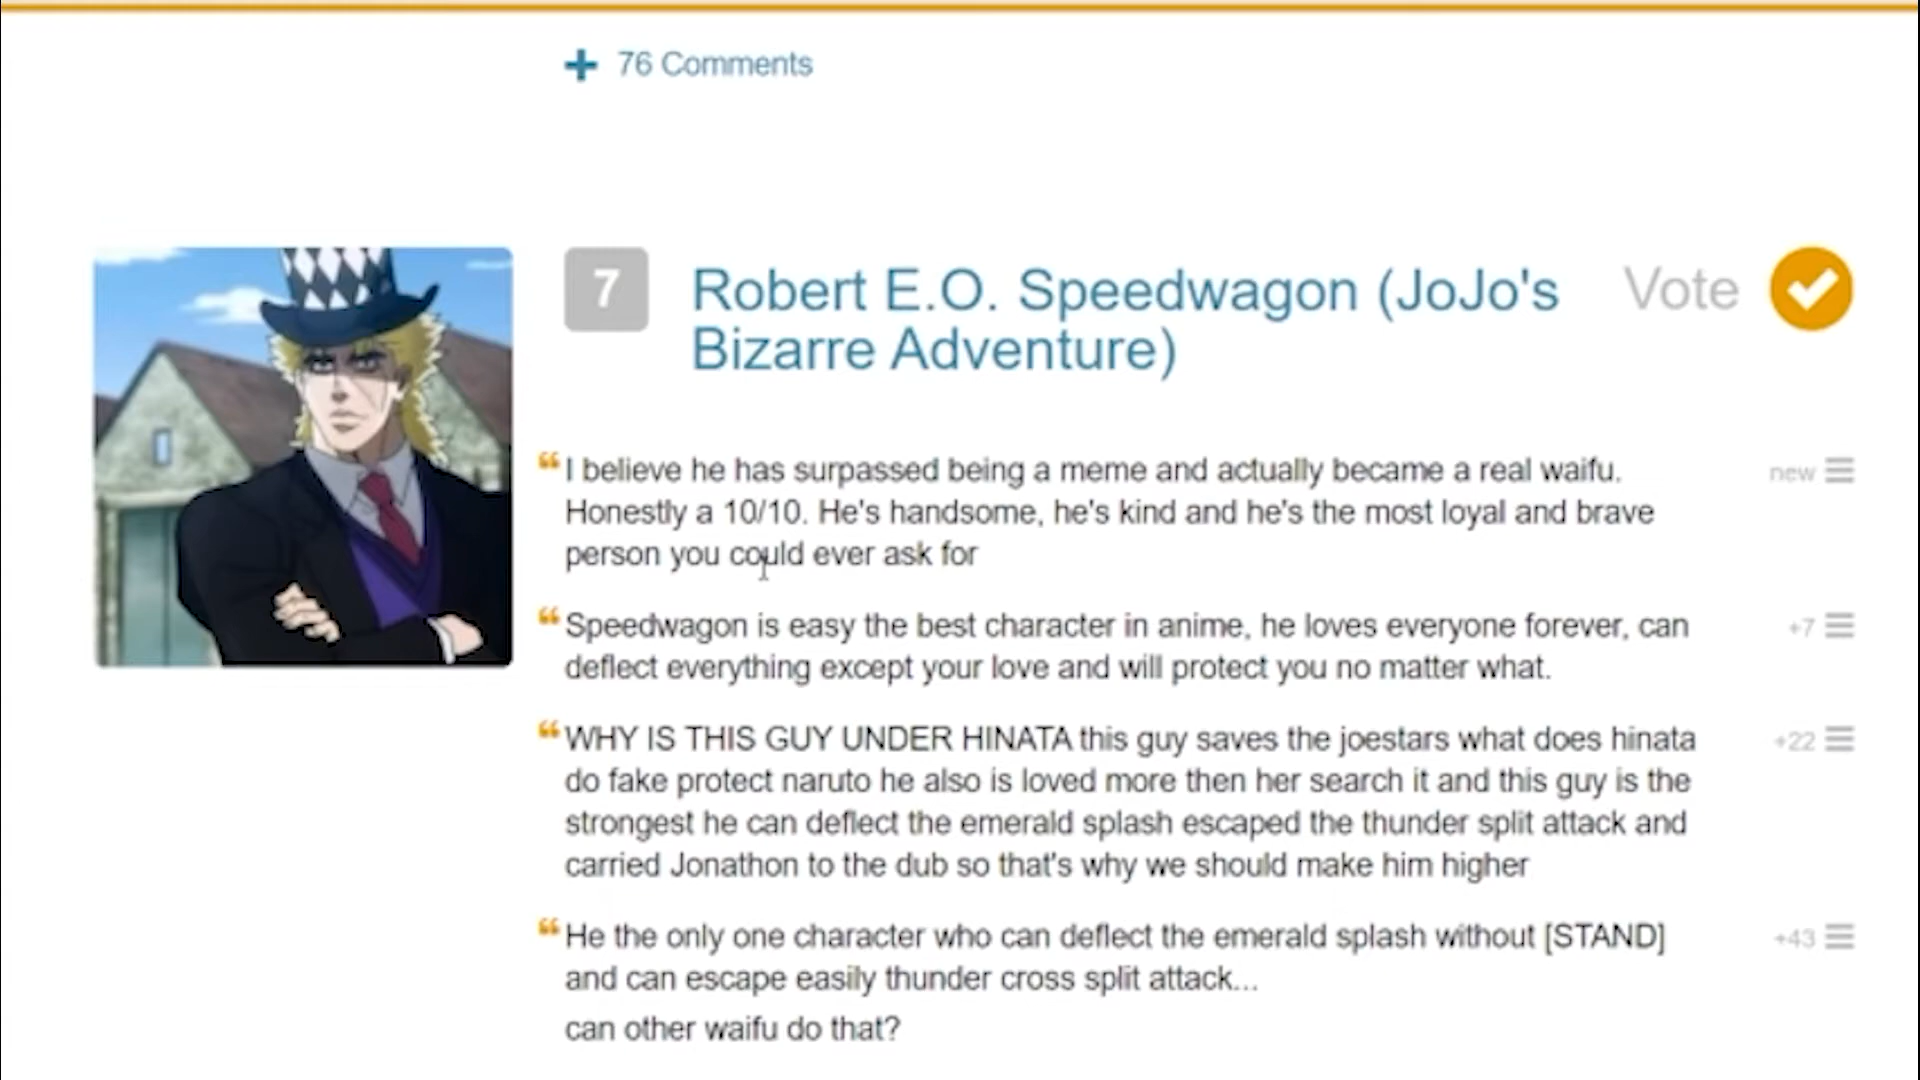 76 Comments
7
Robert E.O. Speedwagon (JoJo's
Bizarre Adventure)
Vote
I believe he has surpassed being a meme and actually became a real waifu.
new
Honestly a 10/10. He's handsome, he's kind and he's the most loyal and brave
person you could ever ask for
Speedwagon is easy the best character in anime, he loves everyone forever, can
+7
deflect everything except your love and will protect you no matter what.
WHY IS THIS GUY UNDER HINATA this guy saves the joestars what does hinata
+22
do fake protect naruto he also is loved more then her search it and this guy is the
strongest he can deflect the emerald splash escaped the thunder split attack and
carried Jonathon to the dub so that's why we should make him higher
He the only one character who can deflect the emerald splash without [STAND]
+43
and can escape easily thunder cross split attack...
can other waifu do that?